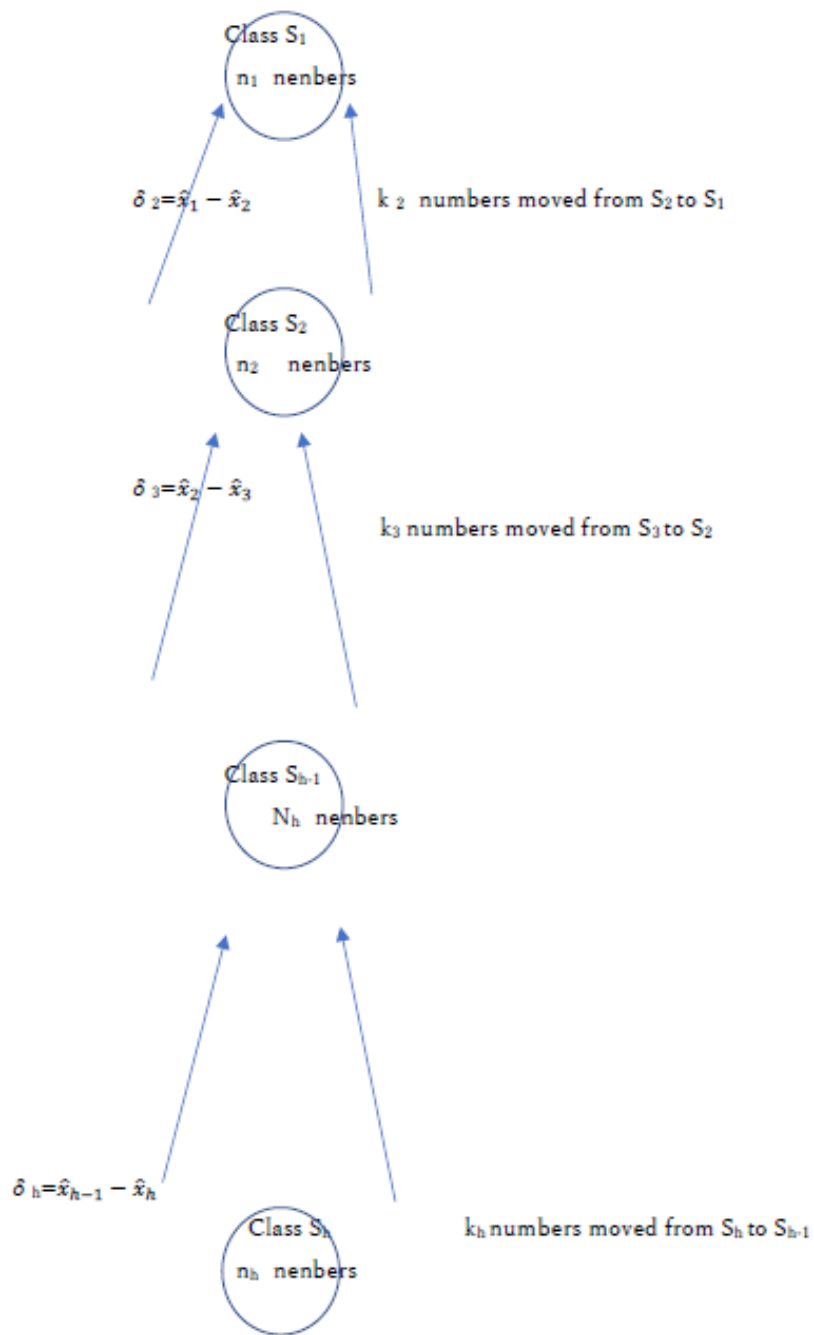 Class S₁
n₁ nenbers
δ ₂=x̂₁ − x̂₂
k ₂ numbers moved from S₂ to S₁
Class S₂
n₂ nenbers
δ ₃=x̂₂ − x̂₃
k₃ numbers moved from S₃ to S₂
Class Sₕ₋₁
Nₕ nenbers
δ ₕ=x̂ₕ₋₁ − x̂ₕ
Class Sₕ
kₕ numbers moved from Sₕ to Sₕ₋₁
nₕ nenbers